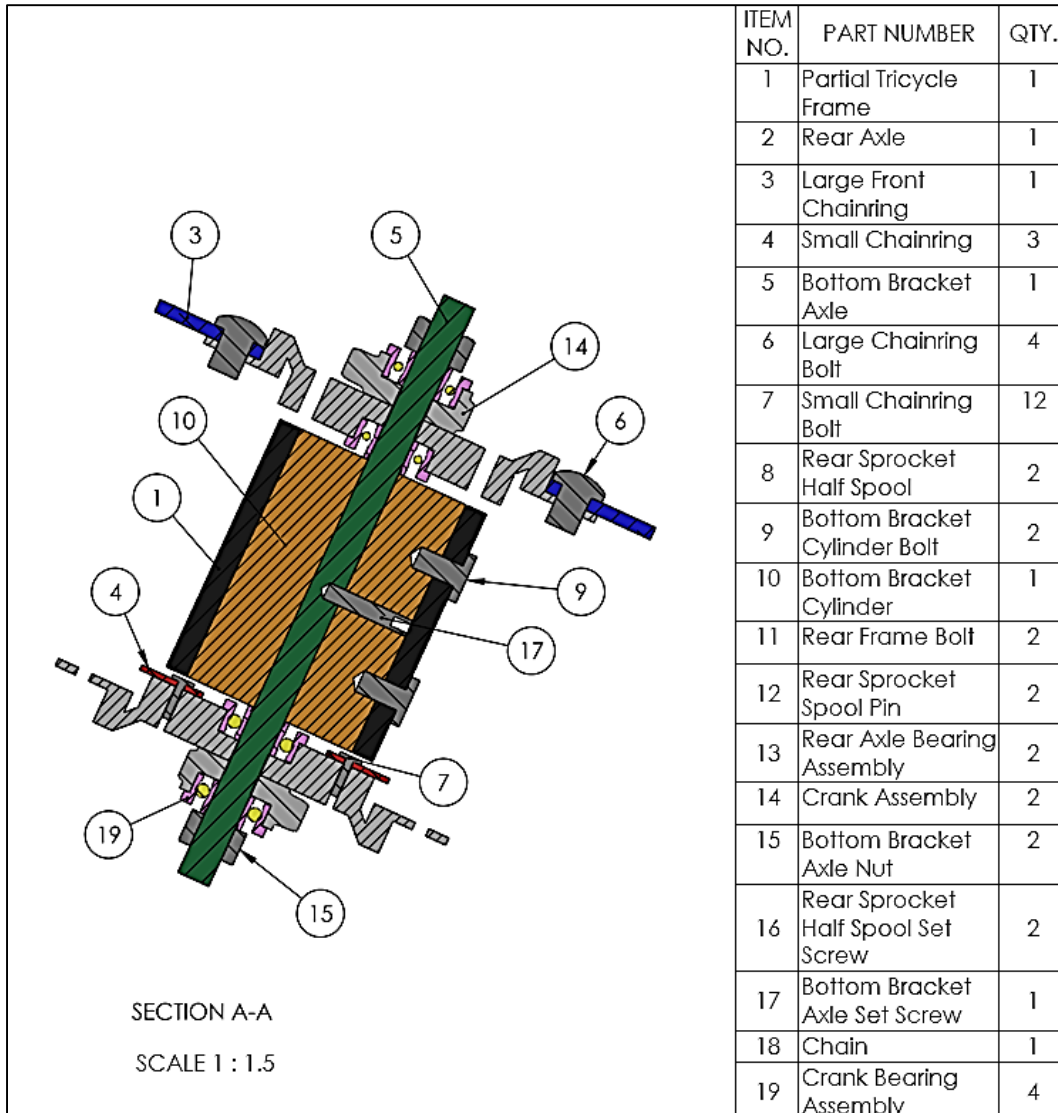 3
5
14
10
6
1
9
4
17
7
19
15
SECTION A-A
SCALE 1 : 1.5
ITEM NO. PART NUMBER QTY.
1 Partial Tricycle Frame 1
2 Rear Axle 1
3 Large Front Chainring 1
4 Small Chainring 3
5 Bottom Bracket Axle 1
6 Large Chainring Bolt 4
7 Small Chainring Bolt 12
8 Rear Sprocket Half Spool 2
9 Bottom Bracket Cylinder Bolt 2
10 Bottom Bracket Cylinder 1
11 Rear Frame Bolt 2
12 Rear Sprocket Spool Pin 2
13 Rear Axle Bearing Assembly 2
14 Crank Assembly 2
15 Bottom Bracket Axle Nut 2
16 Rear Sprocket Half Spool Set Screw 2
17 Bottom Bracket Axle Set Screw 1
18 Chain 1
19 Crank Bearing Assembly 4